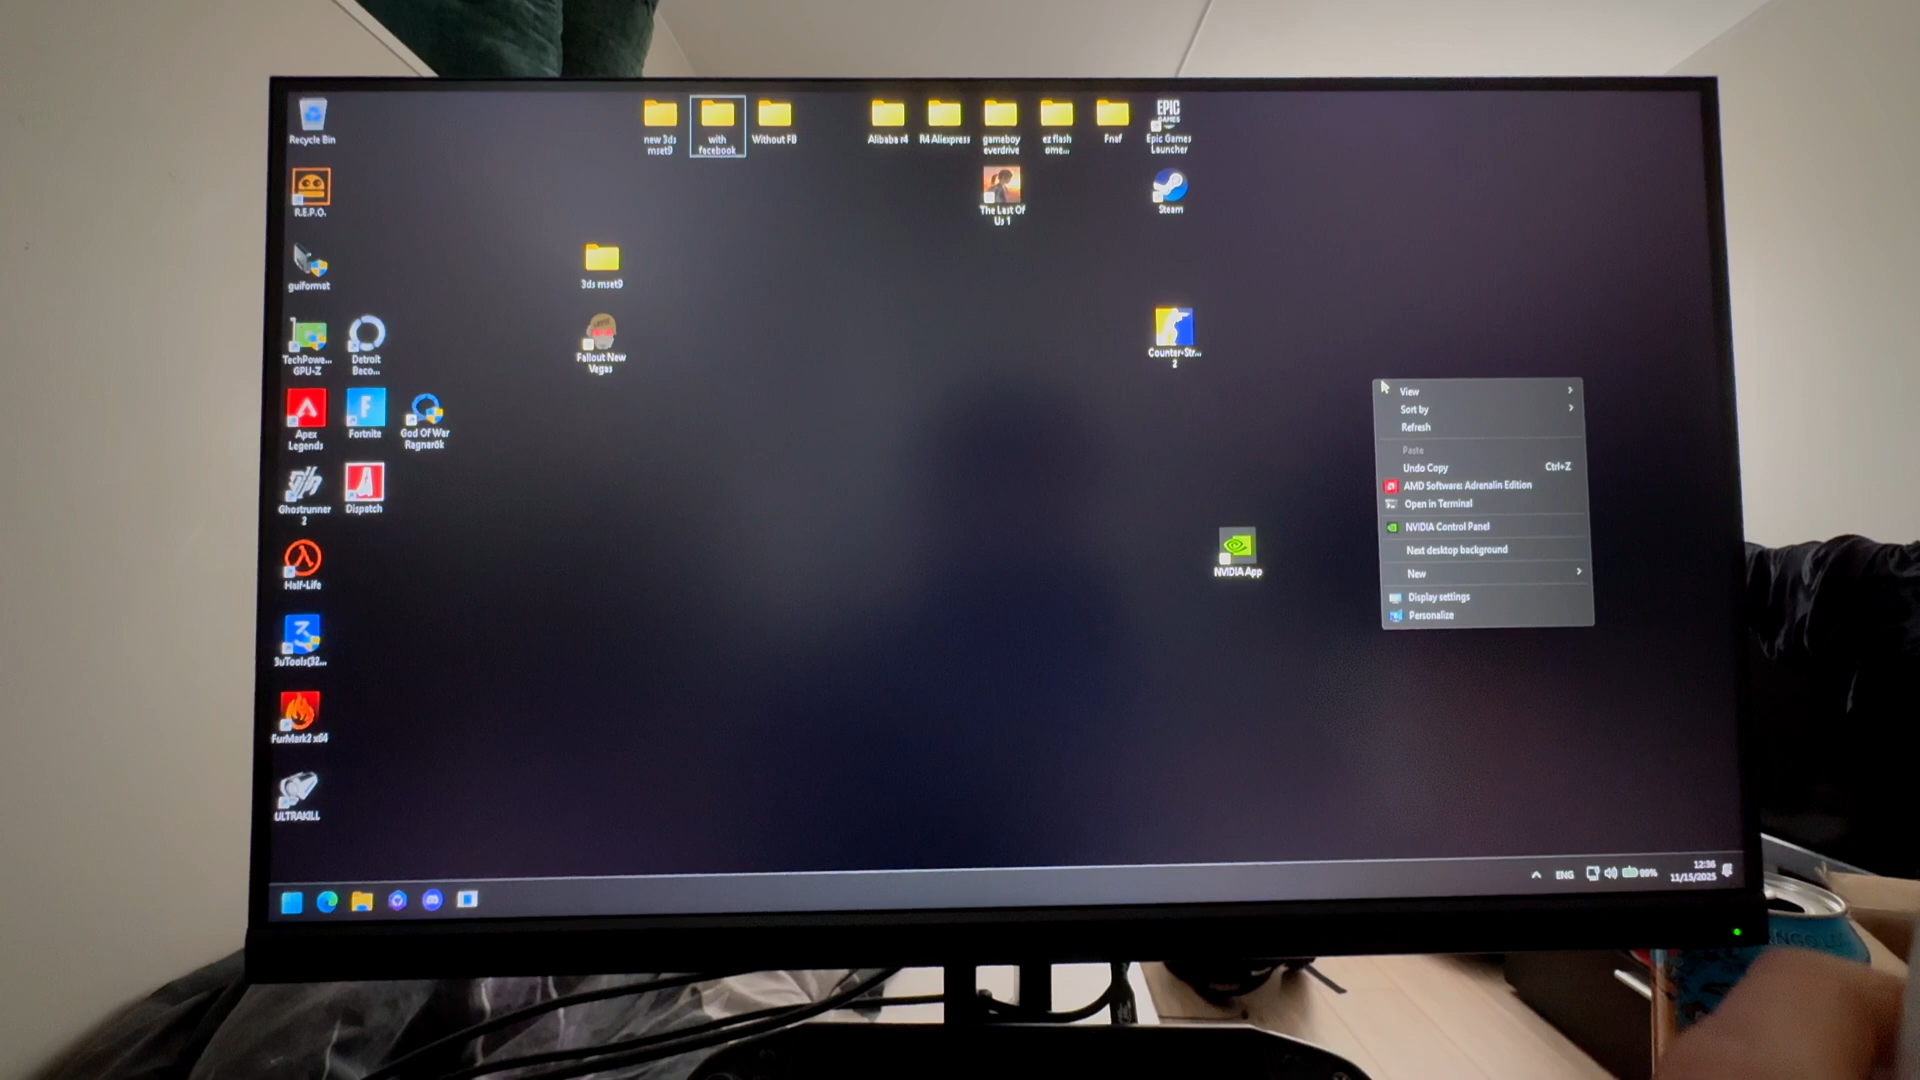 Recycle Bin
new 3ds
mset9
with
facebook
Without FB
Alibaba r4
R4 Aliexpress
gameboy
everdrive
ez flash
ome...
Fnaf
EPIC
GAMES
Epic Games
Launcher
R.E.P.O.
The Last Of
Us 1
Steam
guiformat
3ds mset9
TechPowe...
GPU-Z
Detroit
Beco...
Fallout New
Vegas
Counter-Str...
2
Apex
Legends
F
Fortnite
God Of War
Ragnarök
Ghostrunner
2
Dispatch
Half-Life
NVIDIA App
3uTools(32...
FurMark2 x64
ULTRAKILL
View
Sort by
Refresh
Paste
Undo Copy Ctrl+Z
AMD Software: Adrenalin Edition
Open in Terminal
NVIDIA Control Panel
Next desktop background
New
Display settings
Personalize
ENG
99%
12:36
11/15/2025